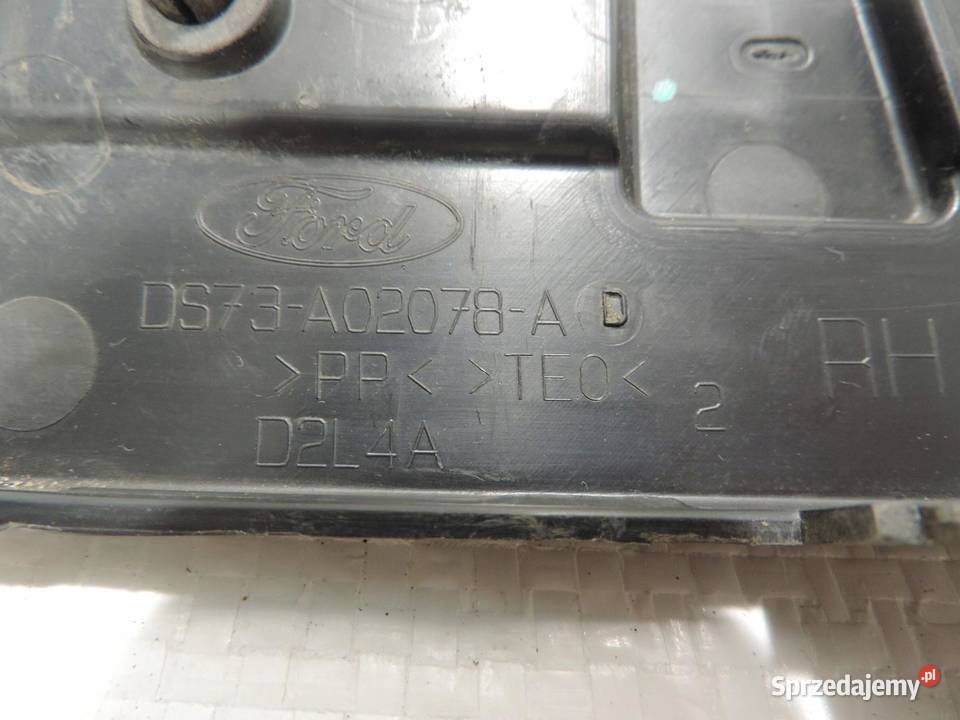 Ford
DS73-A02078-A D
>PP< >TEO< 2
RH
D2L4A
Sprzedajemy.pl